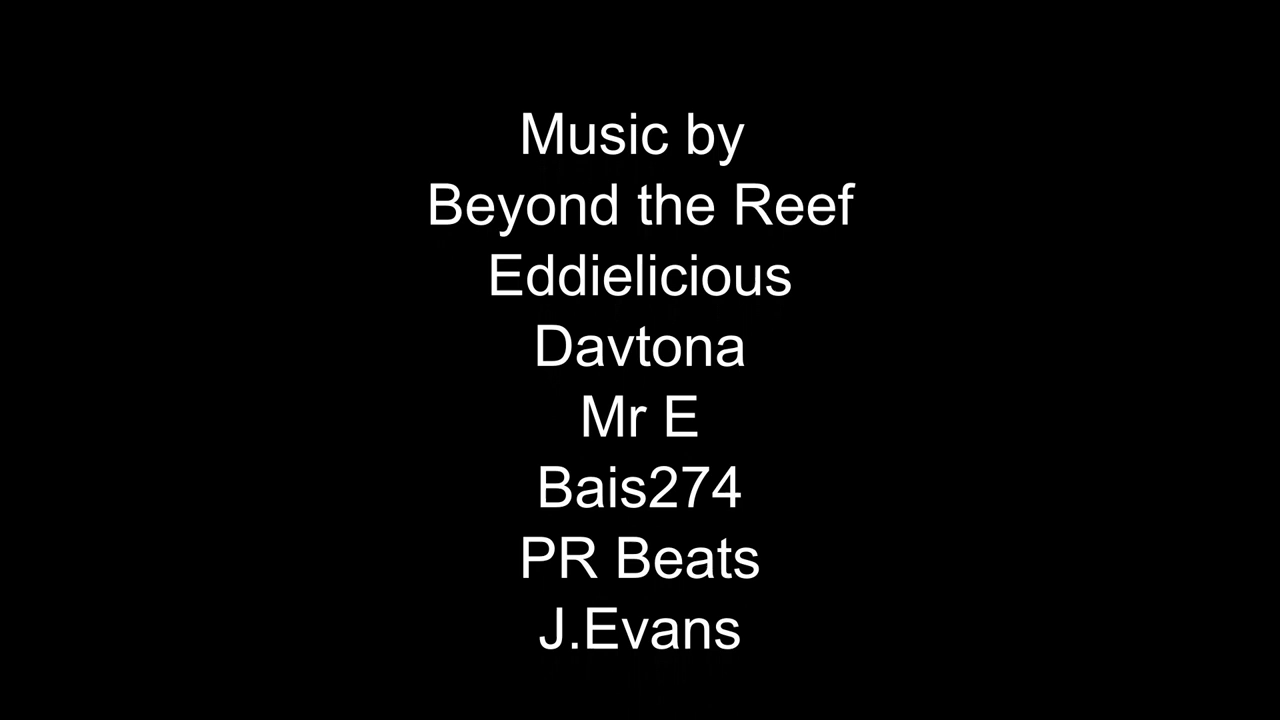 Music by
Beyond the Reef
Eddielicious
Davtona
Mr E
Bais274
PR Beats
J.Evans